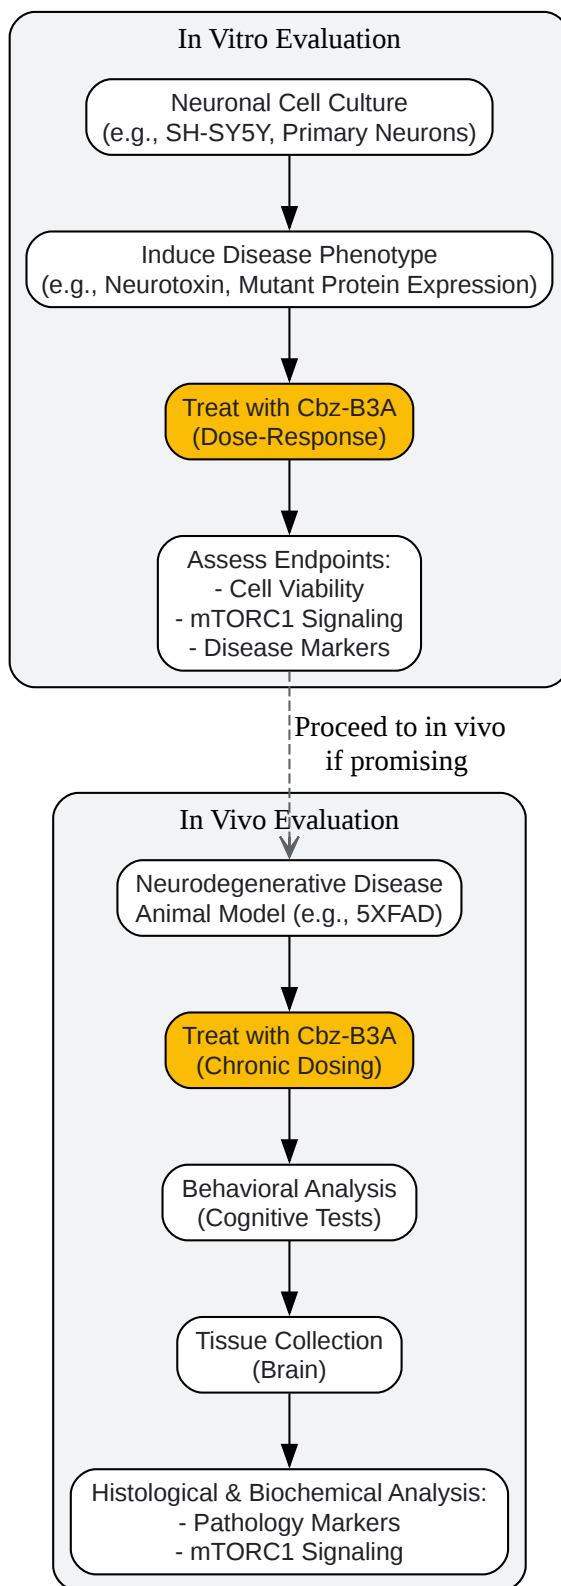 In Vitro Evaluation
Neuronal Cell Culture
(e.g., SH-SY5Y, Primary Neurons)
Induce Disease Phenotype
(e.g., Neurotoxin, Mutant Protein Expression)
Treat with Cbz-B3A
(Dose-Response)
Assess Endpoints:
- Cell Viability
- mTORC1 Signaling
- Disease Markers
Proceed to in vivo
if promising
In Vivo Evaluation
Neurodegenerative Disease
Animal Model (e.g., 5XFAD)
Treat with Cbz-B3A
(Chronic Dosing)
Behavioral Analysis
(Cognitive Tests)
Tissue Collection
(Brain)
Histological & Biochemical Analysis:
- Pathology Markers
- mTORC1 Signaling